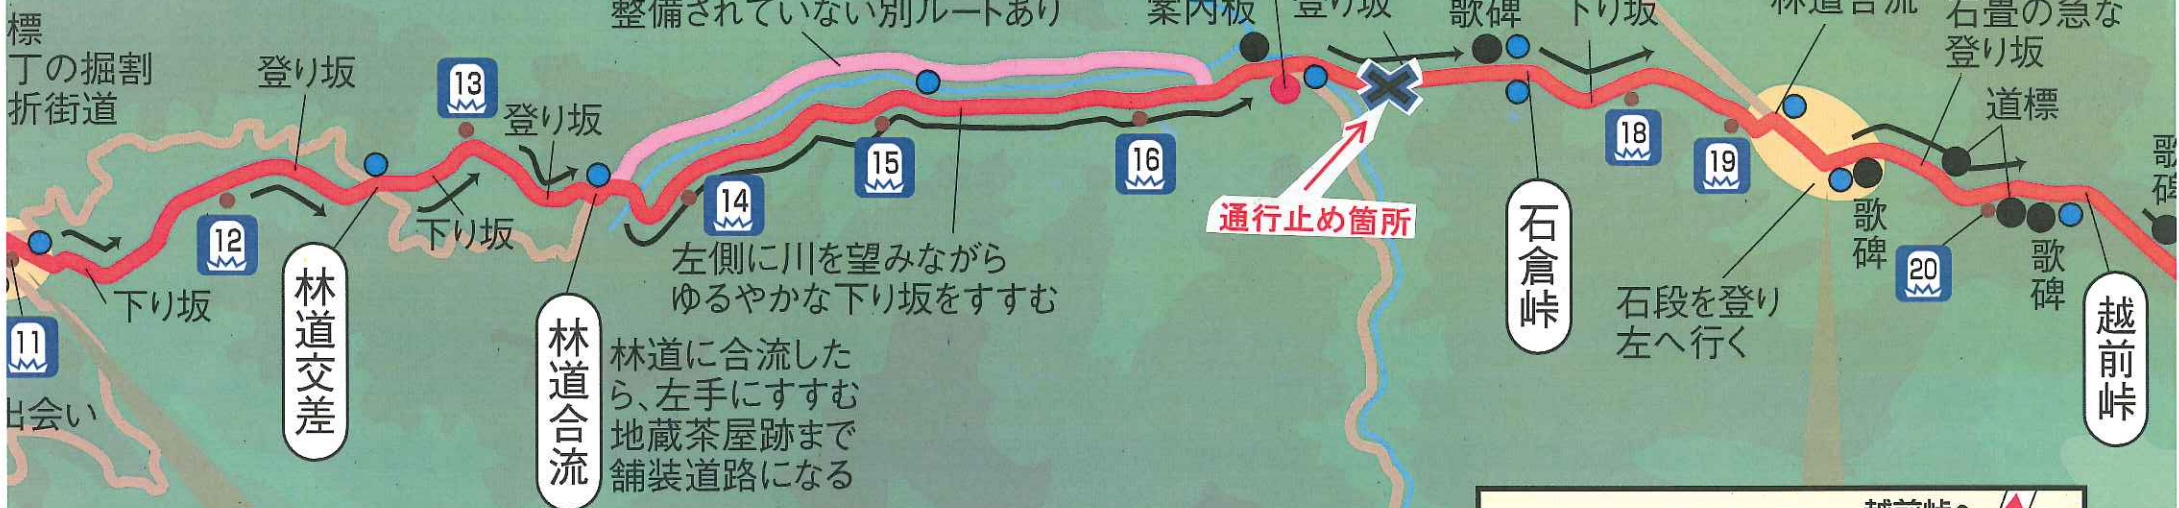 標
丁の掘割
折街道
登り坂
13
登り坂
整備されていない別ルートあり
案内板
登り坂
歌碑
下り坂
林道合流
石畳の急な
登り坂
道標
歌碑
12
下り坂
14
15
16
通行止め箇所
18
19
20
歌碑
歌碑
11
下り坂
林道交差
林道合流
左側に川を望みながら
ゆるやかな下り坂をすすむ
林道に合流した
ら、左手にすすむ
地蔵茶屋跡まで
舗装道路になる
石倉峠
石段を登り
左へ行く
越前峠
出会い
越前峠へ